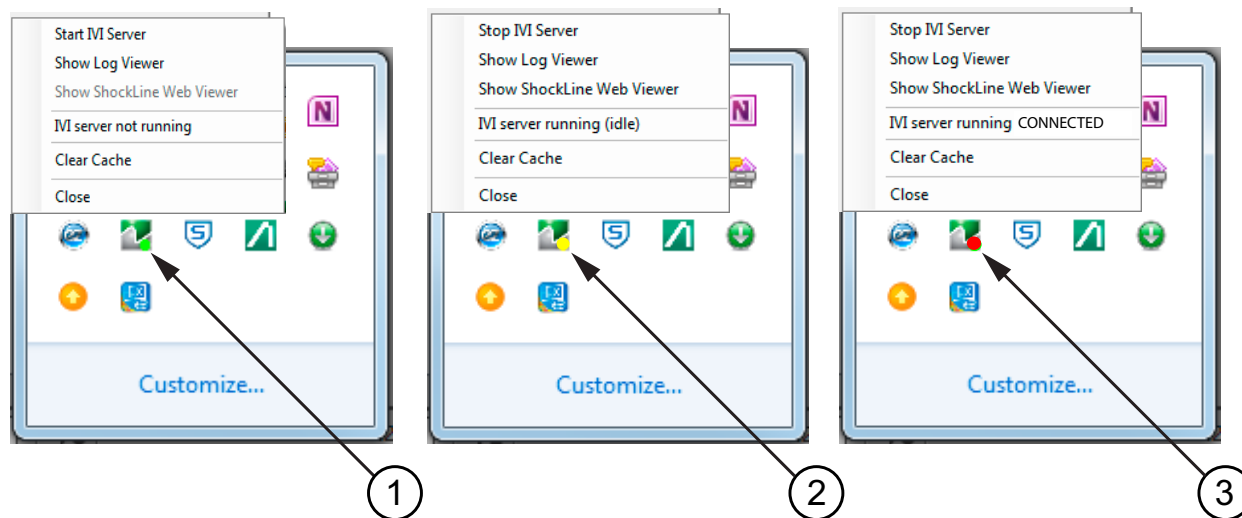 Start IVI Server
Show Log Viewer
Show ShockLine Web Viewer
IVI server not running
Clear Cache
Close
N
S
Customize...
1
Stop IVI Server
Show Log Viewer
Show ShockLine Web Viewer
IVI server running (idle)
Clear Cache
Close
N
S
Customize...
2
Stop IVI Server
Show Log Viewer
Show ShockLine Web Viewer
IVI server running CONNECTED
Clear Cache
Close
N
S
Customize...
3